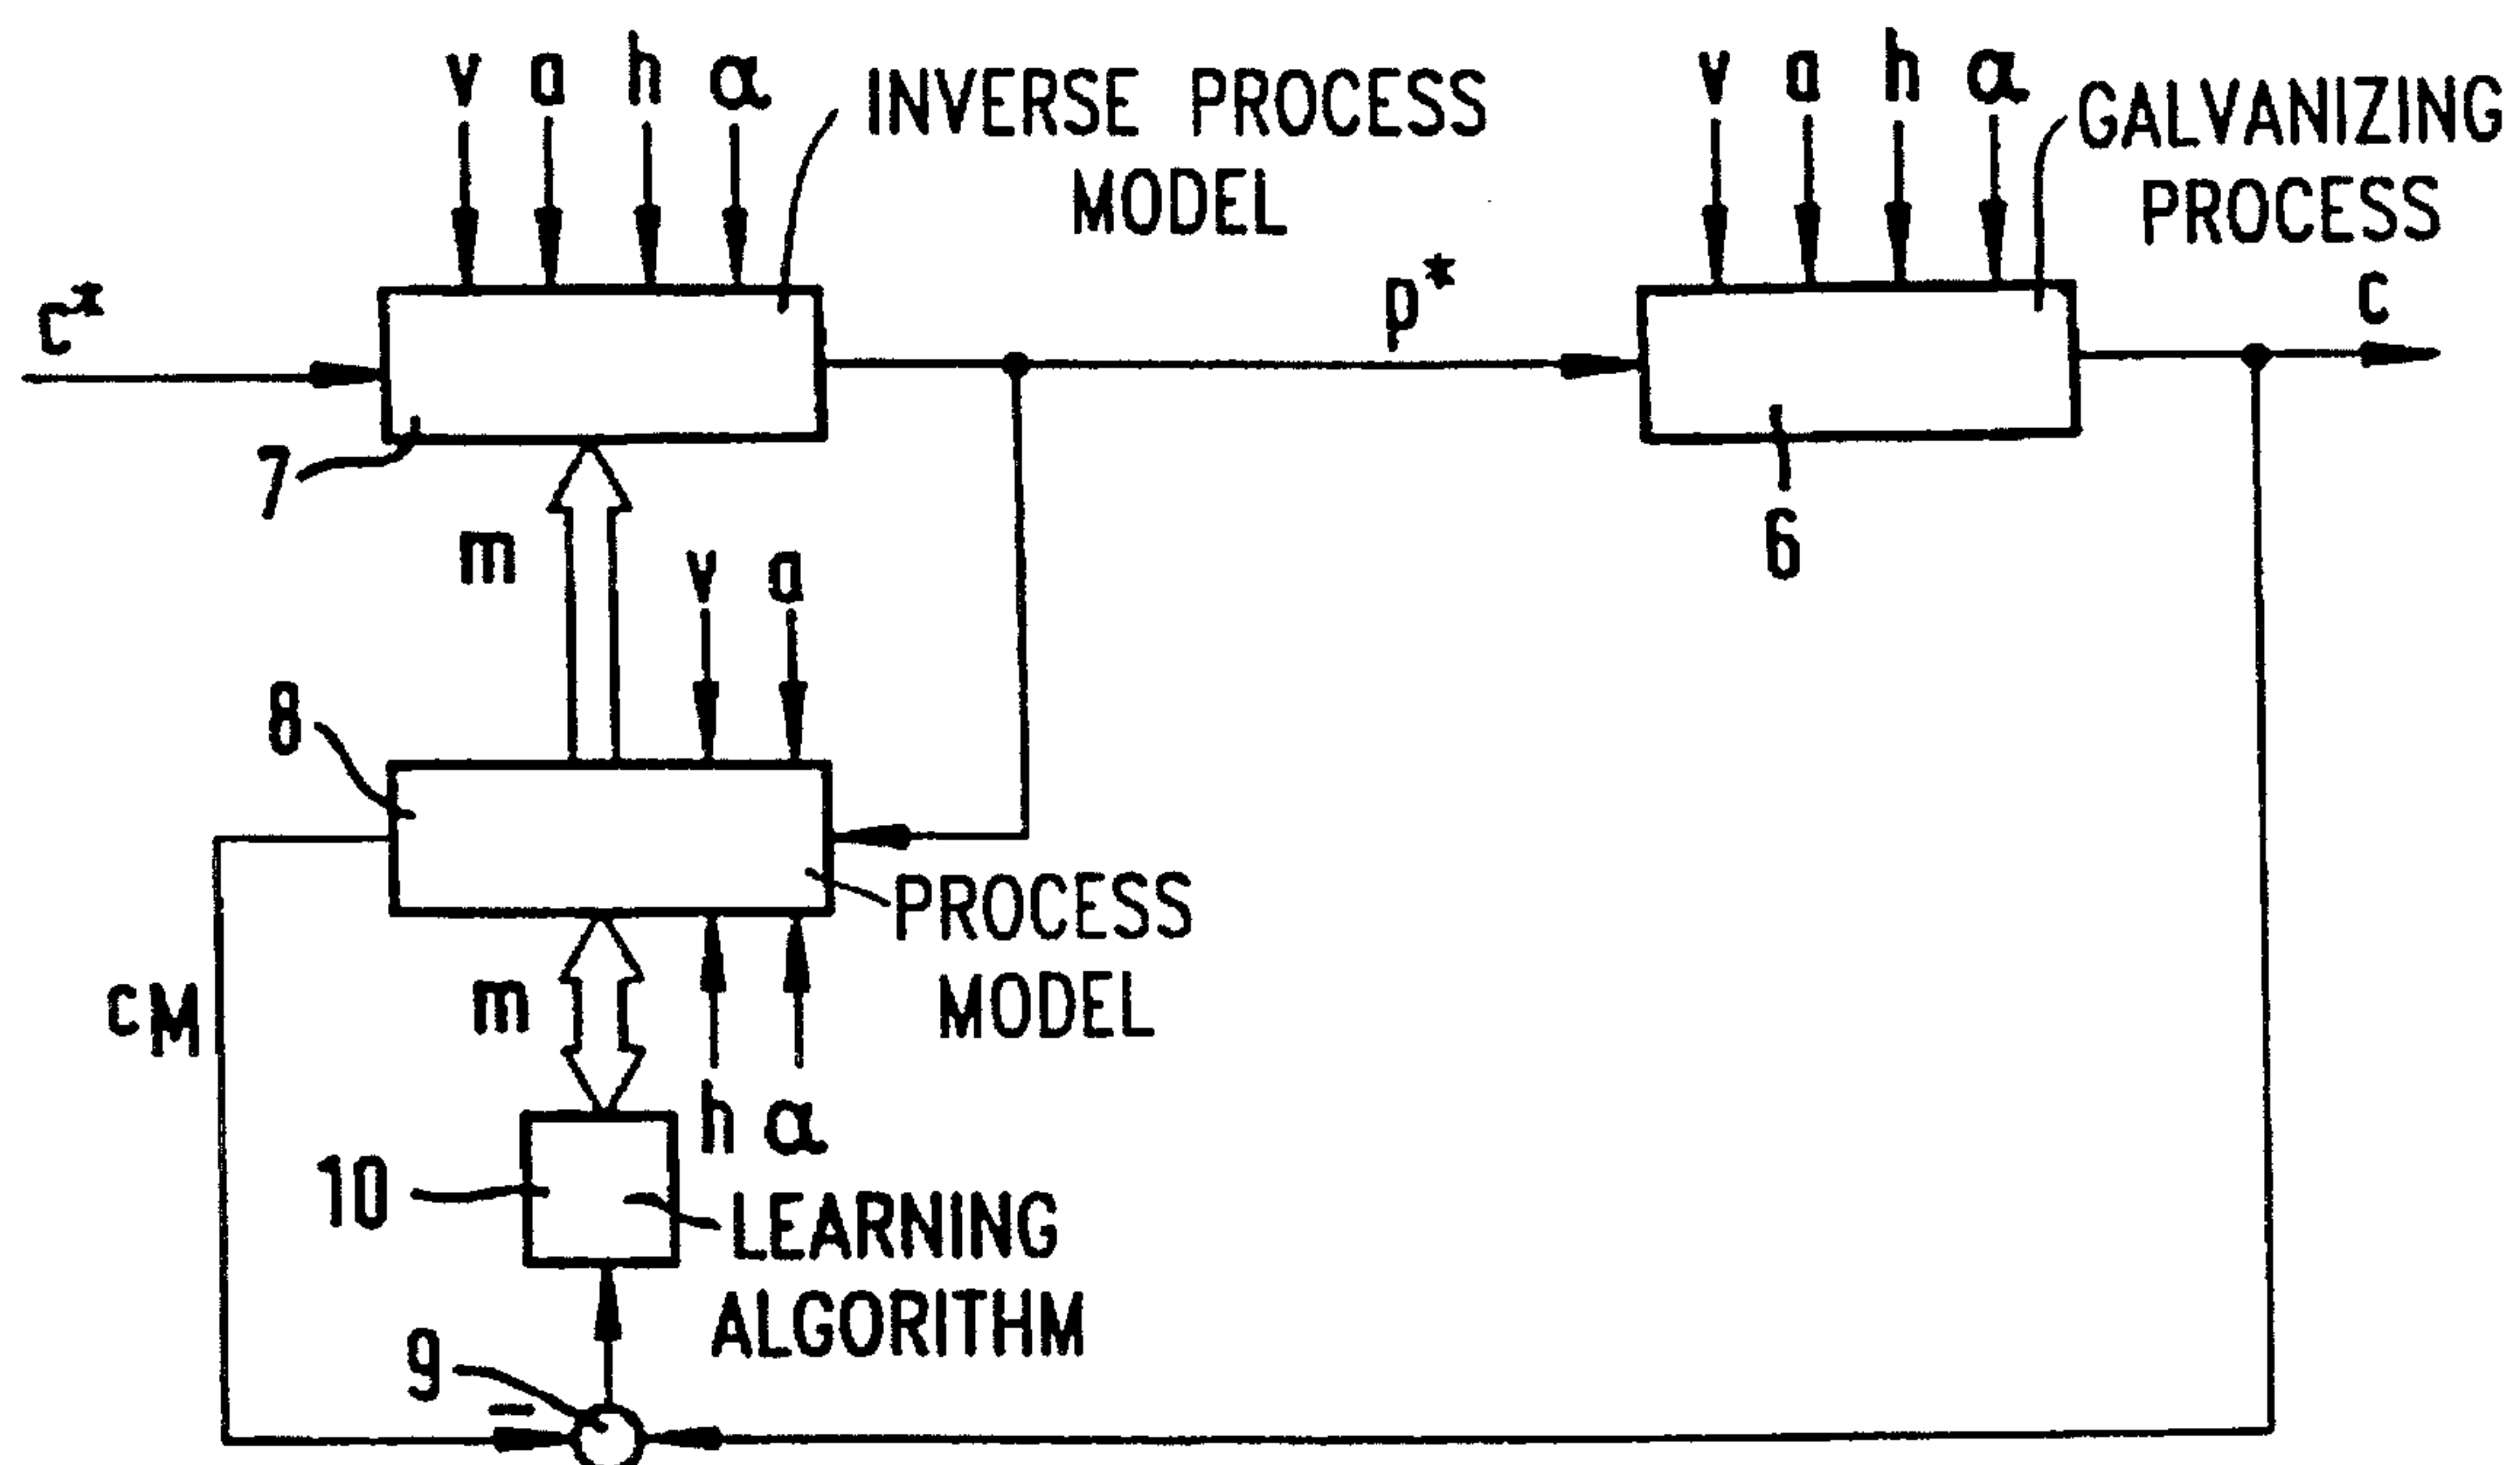 v a h α
INVERSE PROCESS
MODEL
v a h α
GALVANIZING
PROCESS
c*
p*
c
7
m
v a
6
8
PROCESS
MODEL
cM
m
h α
10
LEARNING
ALGORITHM
9